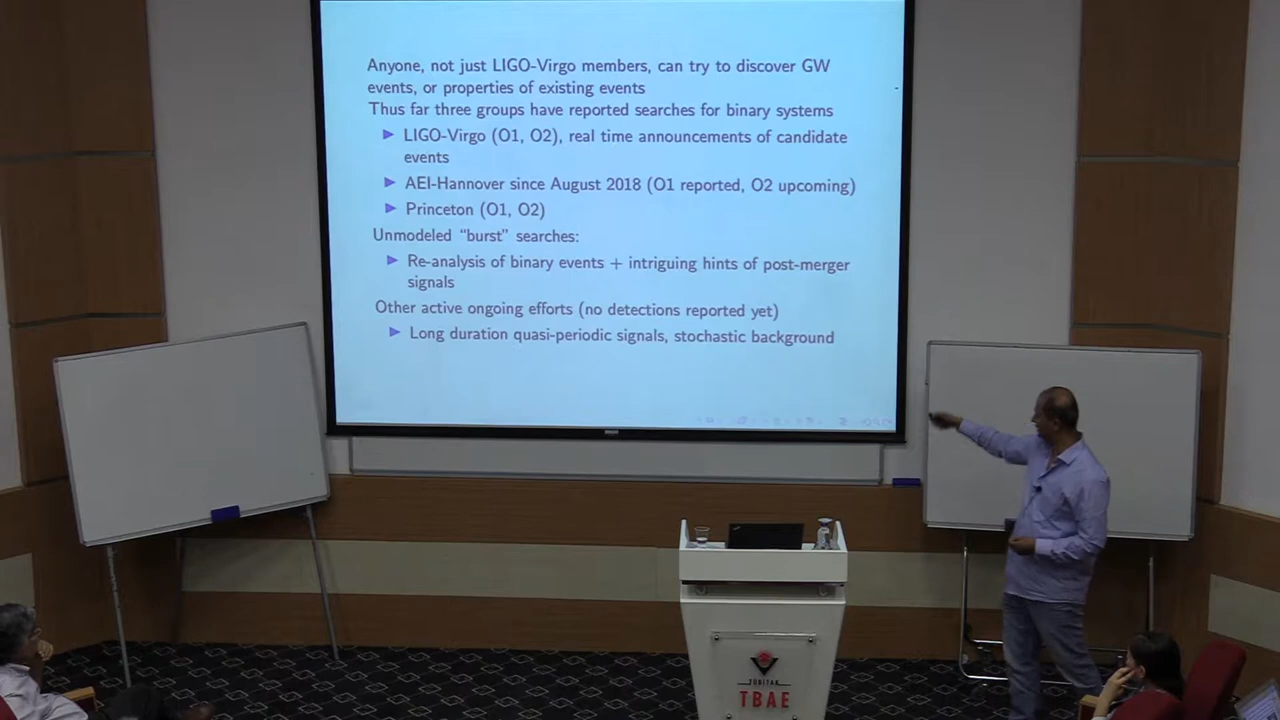 Anyone, not just LIGO-Virgo members, can try to discover GW
events, or properties of existing events
Thus far three groups have reported searches for binary systems
▶ LIGO-Virgo (O1, O2), real time announcements of candidate
events
▶ AEI-Hannover since August 2018 (O1 reported, O2 upcoming)
▶ Princeton (O1, O2)
Unmodeled “burst” searches:
▶ Re-analysis of binary events + intriguing hints of post-merger
signals
Other active ongoing efforts (no detections reported yet)
▶ Long duration quasi-periodic signals, stochastic background
TÜBİTAK
TBAE